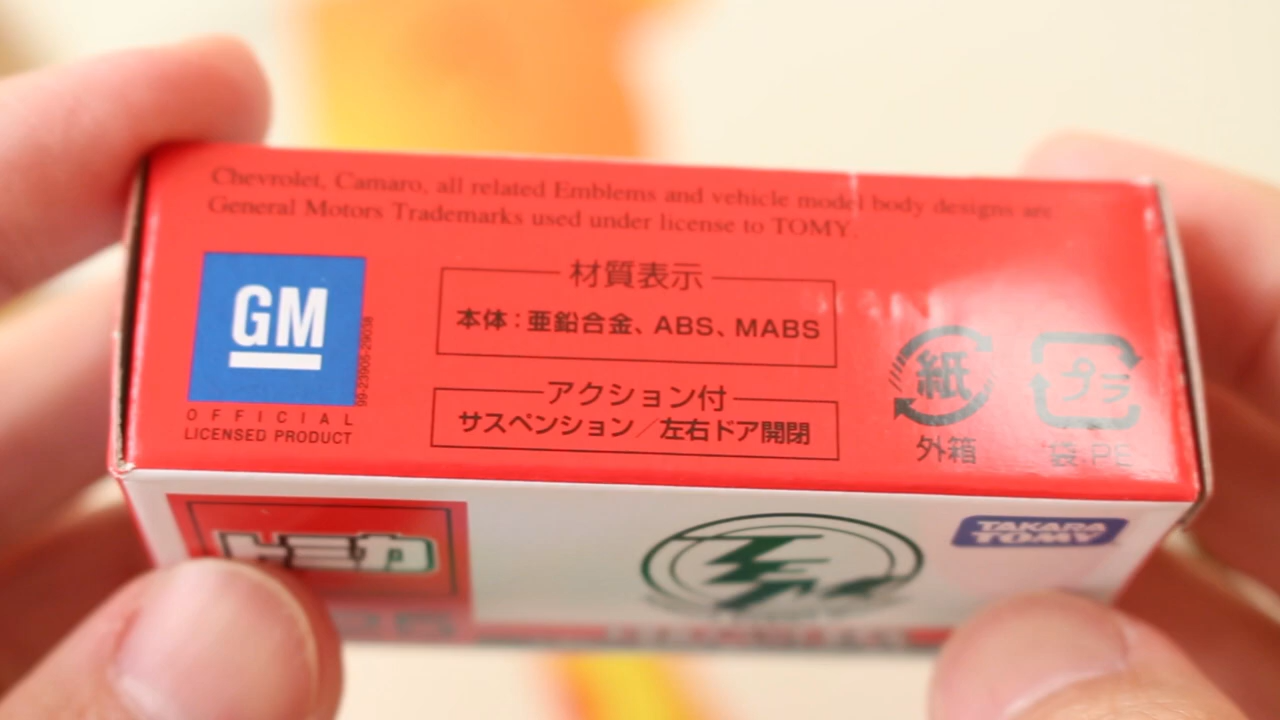 Chevrolet, Camaro, all related Emblems and vehicle model body designs are
General Motors Trademarks used under license to TOMY.
GM
OFFICIAL
LICENSED PRODUCT
材質表示
本体:亜鉛合金、ABS、MABS
アクション付
サスペンション/左右ドア開閉
紙
外箱
プラ
袋 PE
トミカ
TAKARA
TOMY